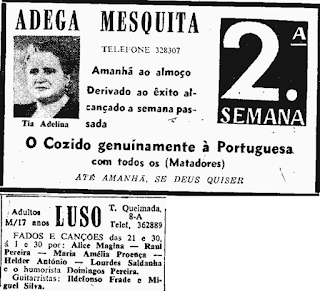 ADEGA MESQUITA
TELEFONE 328307
Amanhã ao almoço
Derivado ao êxito al-
cançado a semana pas-
sada
Tia Adelina
2.ª
SEMANA
O Cozido genuínamente à Portuguesa
com todos os (Matadores)
ATÉ AMANHÃ, SE DEUS QUISER
Adultos
M/17 anos
LUSO
T. Queimada,
8-A
Telef, 362889
FADOS E CANÇÕES das 21 e 30,
à 1 e 30 por: Alice Magina — Raul
Pereira — Maria Amélia Proença —
Helder António — Lourdes Saldanha
e o humorista Domingos Pereira.
Guitarristas: Ildefonso Frade e Mi-
guel Silva.